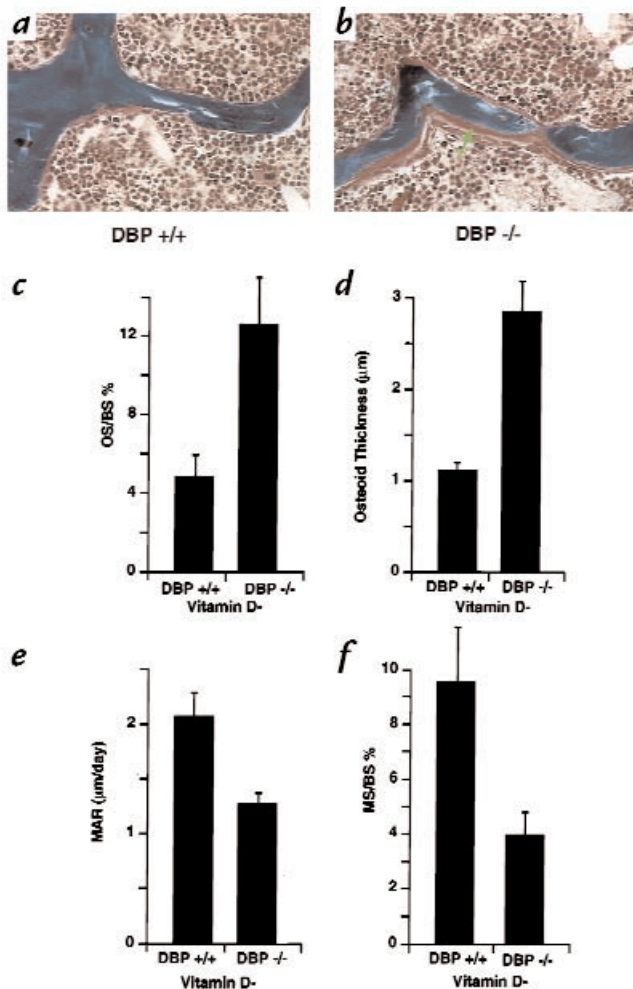 a
b
DBP +/+
DBP -/-
c
OS/BS %
12
8
4
0
DBP +/+ DBP -/-
Vitamin D-
d
Osteoid Thickness (μm)
3
2
1
0
DBP +/+ DBP -/-
Vitamin D-
e
MAR (μm/day)
2
1
0
DBP +/+ DBP -/-
Vitamin D-
f
MS/BS %
10
8
6
4
2
0
DBP +/+ DBP -/-
Vitamin D-